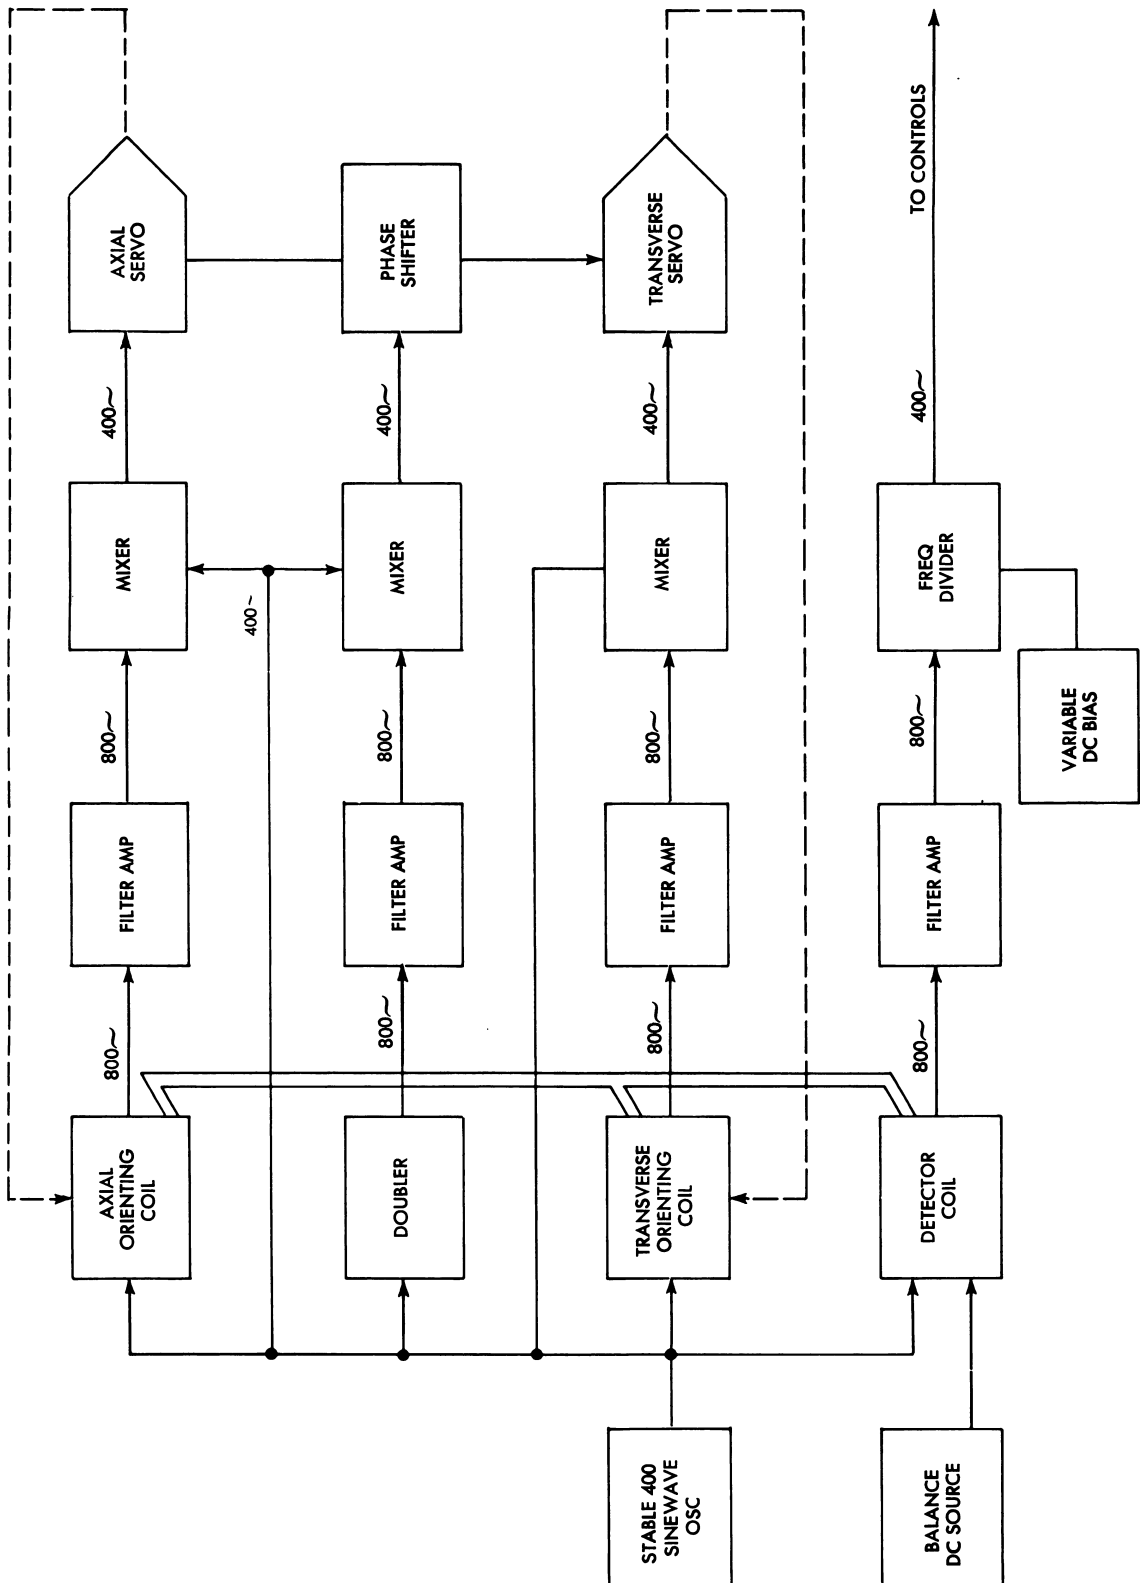 AXIAL
ORIENTING
COIL
800~
FILTER AMP
800~
MIXER
400~
AXIAL
SERVO
400~
DOUBLER
800~
FILTER AMP
800~
MIXER
400~
PHASE
SHIFTER
STABLE 400
SINEWAVE
OSC
TRANSVERSE
ORIENTING
COIL
800~
FILTER AMP
800~
MIXER
400~
TRANSVERSE
SERVO
BALANCE
DC SOURCE
DETECTOR
COIL
800~
FILTER AMP
800~
FREQ
DIVIDER
400~
TO CONTROLS
VARIABLE
DC BIAS